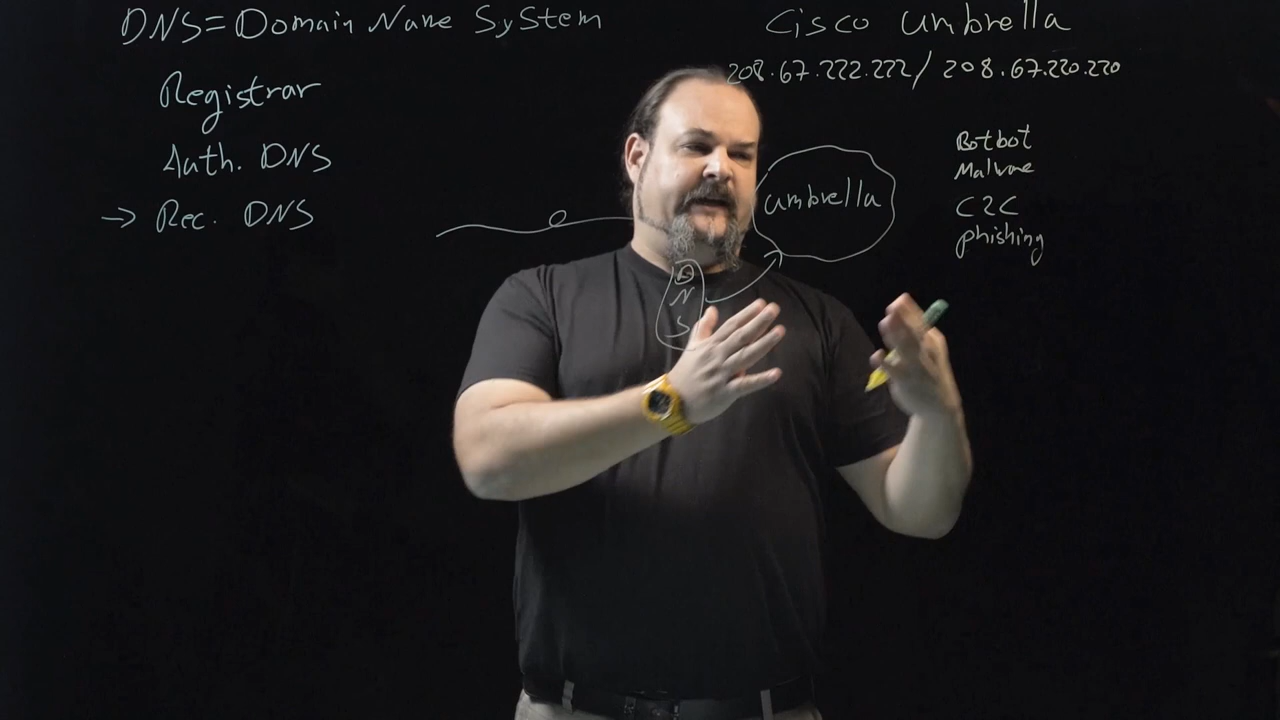 DNS = Domain Name System
Registrar
Auth. DNS
→ Rec. DNS
Cisco Umbrella
208.67.222.222 / 208.67.220.220
umbrella
D
N
S
Botbot
Malware
C2C
phishing